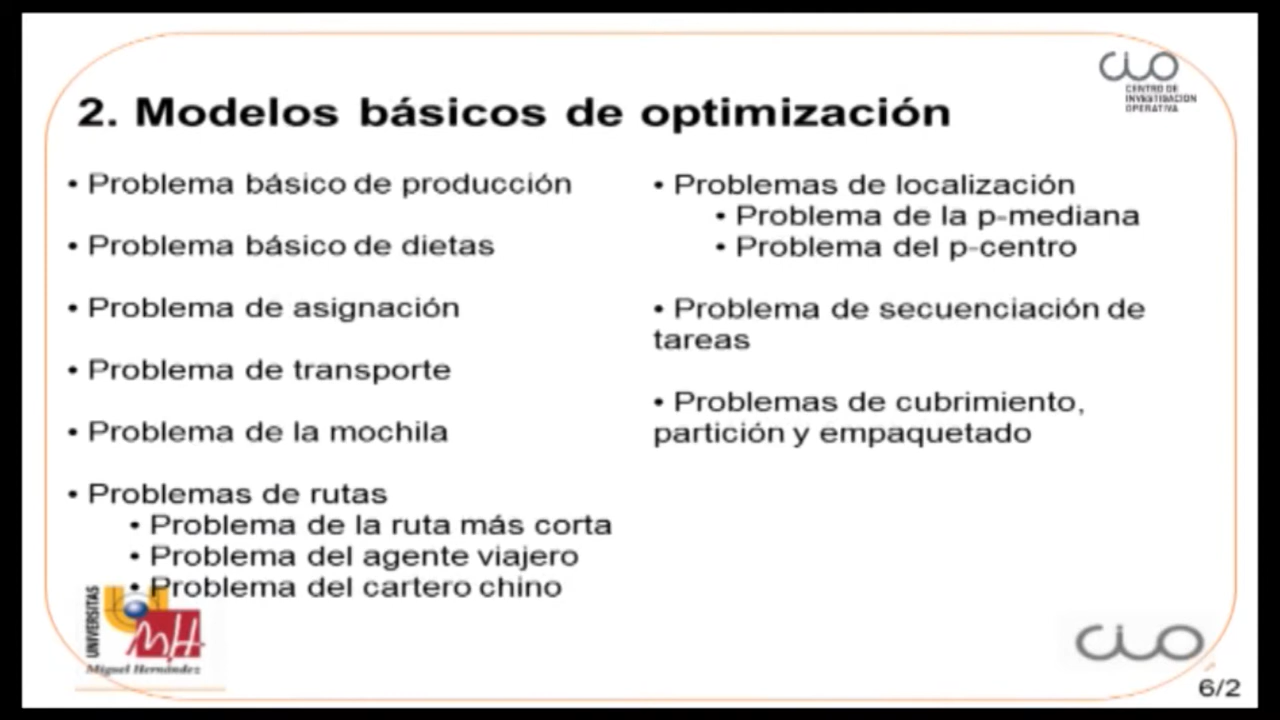 CIO
CENTRO DE
INVESTIGACION
OPERATIVA
2. Modelos básicos de optimización
• Problema básico de producción
• Problema básico de dietas
• Problema de asignación
• Problema de transporte
• Problema de la mochila
• Problemas de rutas
• Problema de la ruta más corta
• Problema del agente viajero
• Problema del cartero chino
• Problemas de localización
• Problema de la p-mediana
• Problema del p-centro
• Problema de secuenciación de
tareas
• Problemas de cubrimiento,
partición y empaquetado
UNIVERSITAS
Miguel Hernández
CIO
6/2